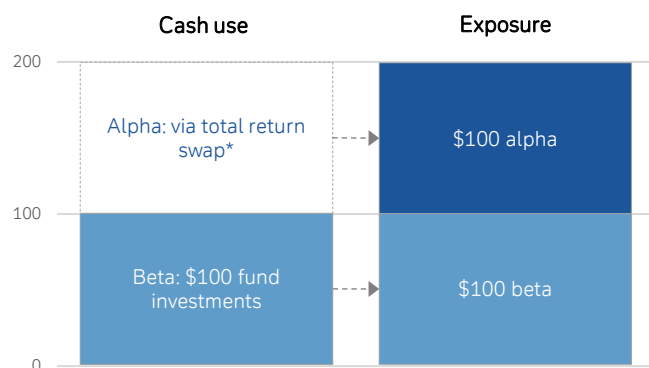 Cash use
Exposure
200
Alpha: via total return
swap*
$100 alpha
100
Beta: $100 fund
investments
$100 beta
0